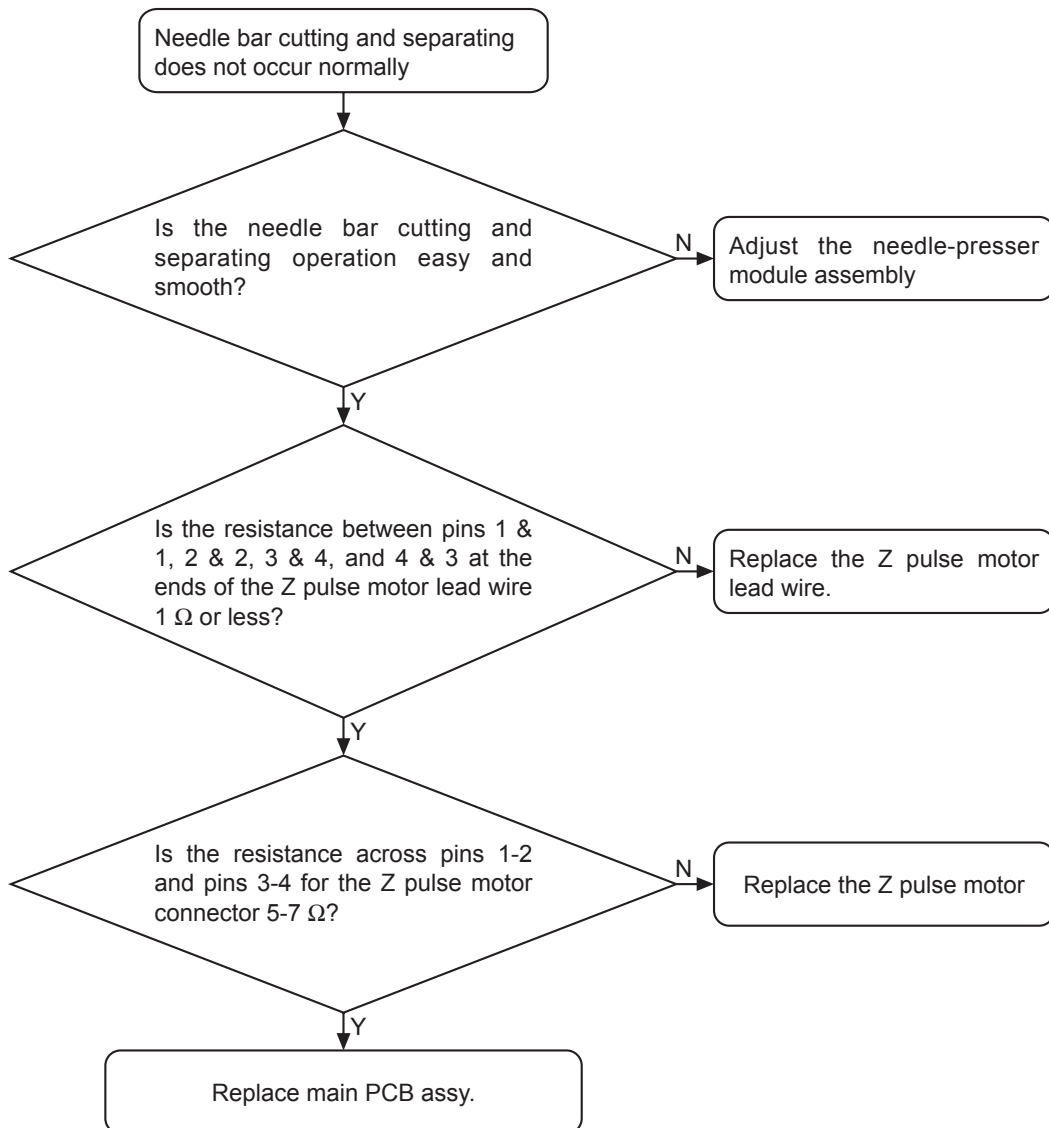 Needle bar cutting and separating
does not occur normally
Is the needle bar cutting and
separating operation easy and
smooth?
N
Adjust the needle-presser
module assembly
Y
Is the resistance between pins 1 &
1, 2 & 2, 3 & 4, and 4 & 3 at the
ends of the Z pulse motor lead wire
1 Ω or less?
N
Replace the Z pulse motor
lead wire.
Y
Is the resistance across pins 1-2
and pins 3-4 for the Z pulse motor
connector 5-7 Ω?
N
Replace the Z pulse motor
Y
Replace main PCB assy.